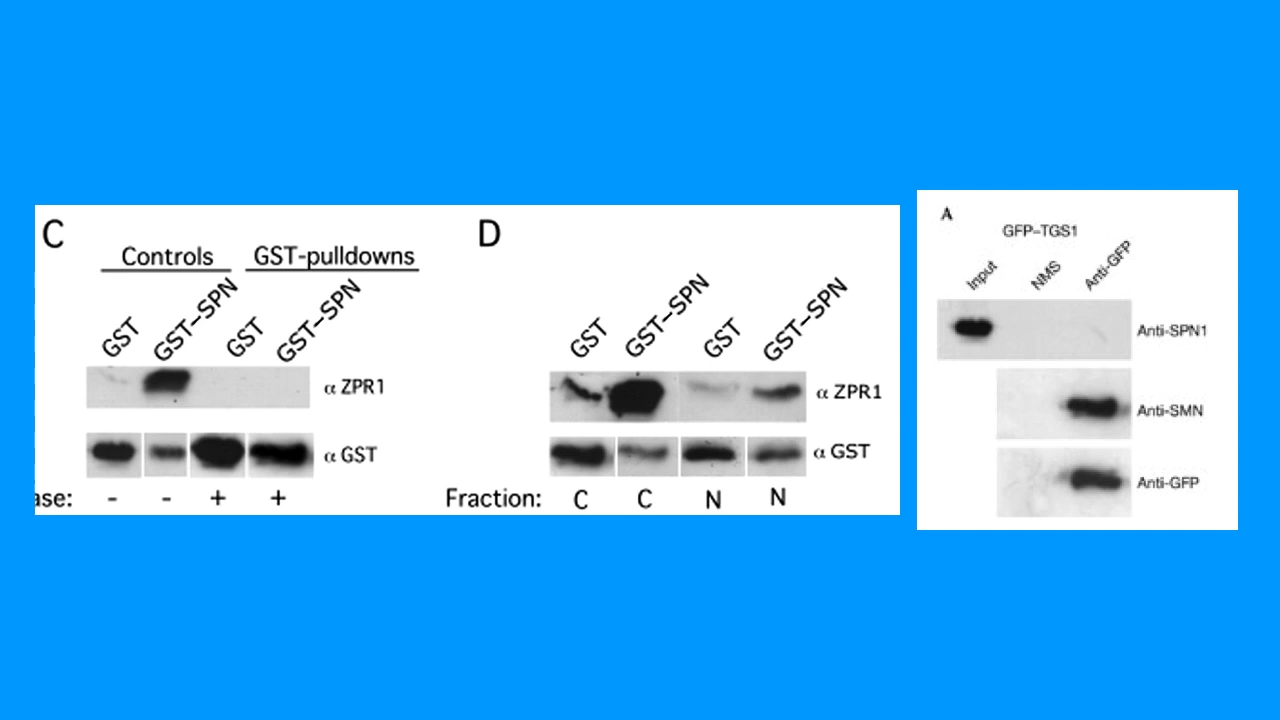 C
Controls GST-pulldowns
GST GST–SPN GST GST–SPN
α ZPR1
α GST
ase: - - + +
D
GST GST–SPN GST GST–SPN
α ZPR1
α GST
Fraction: C C N N
A
GFP–TGS1
Input NMS Anti-GFP
Anti-SPN1
Anti-SMN
Anti-GFP